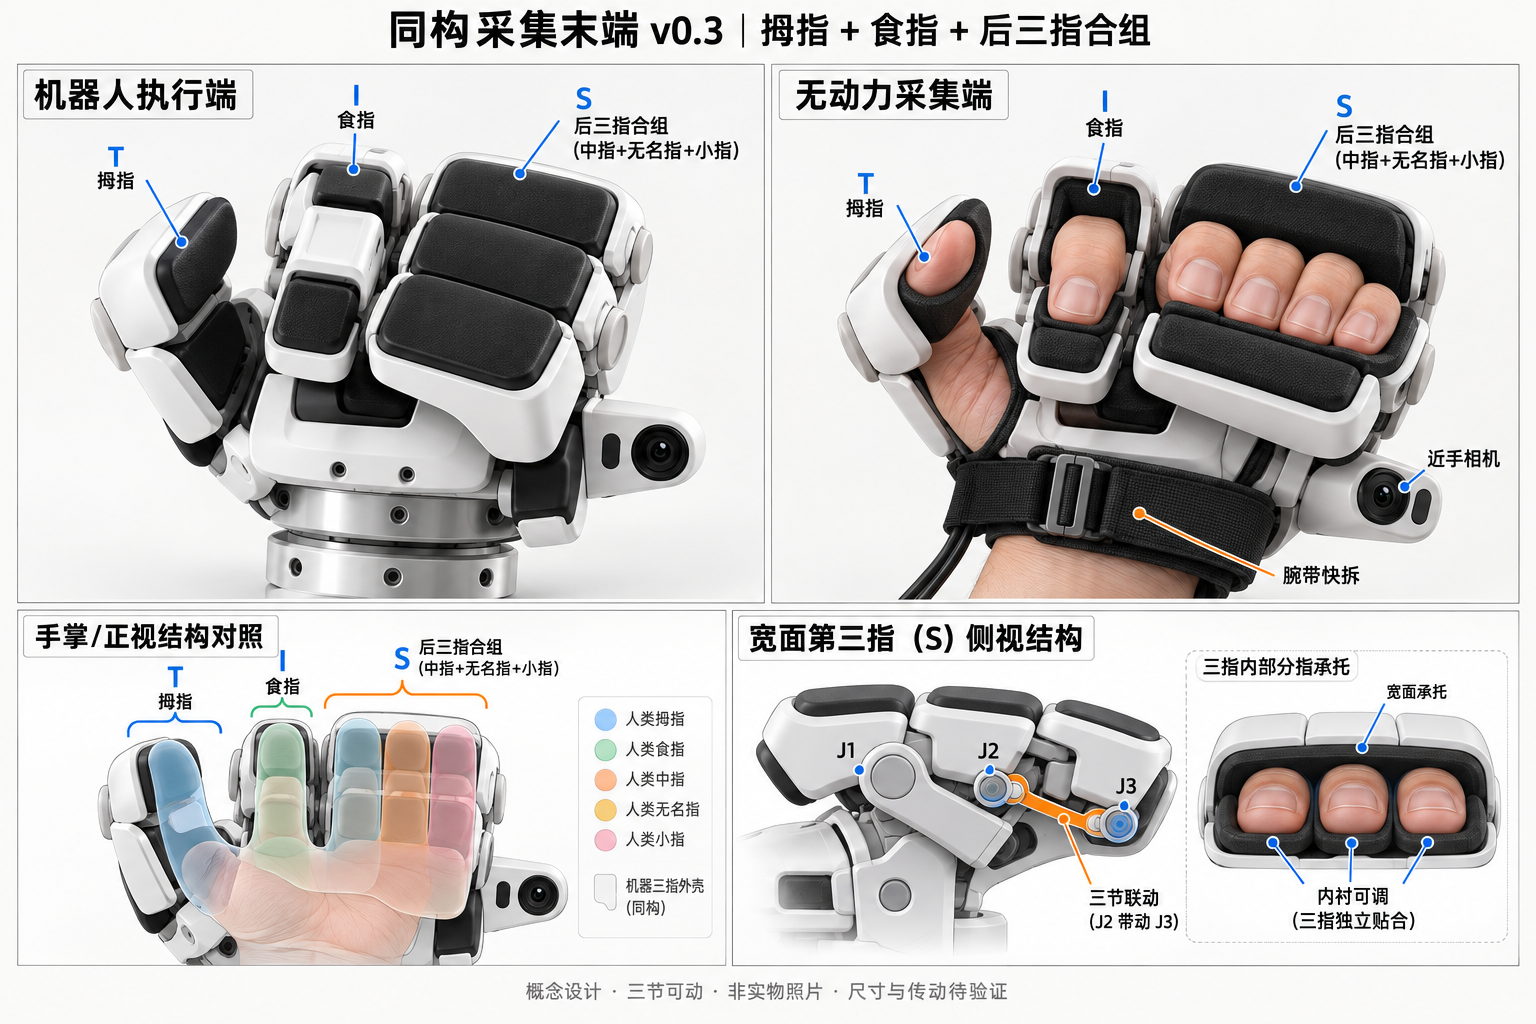 同构采集末端 v0.3｜拇指 + 食指 + 后三指合组
机器人执行端
T
拇指
I
食指
S
后三指合组
(中指+无名指+小指)
无动力采集端
T
拇指
I
食指
S
后三指合组
(中指+无名指+小指)
近手相机
腕带快拆
手掌/正视结构对照
T
拇指
I
食指
S
后三指合组
(中指+无名指+小指)
人类拇指
人类食指
人类中指
人类无名指
人类小指
机器三指外壳
(同构)
宽面第三指（S）侧视结构
J1
J2
J3
三节联动
(J2 带动 J3)
三指内部分指承托
宽面承托
内衬可调
(三指独立贴合)
概念设计 · 三节可动 · 非实物照片 · 尺寸与传动待验证